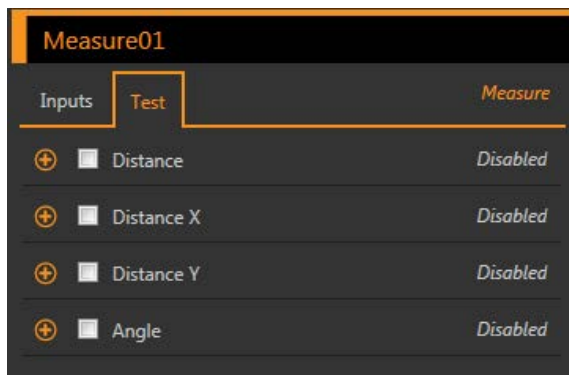 Measure01
Inputs Test Measure
Distance Disabled
Distance X Disabled
Distance Y Disabled
Angle Disabled